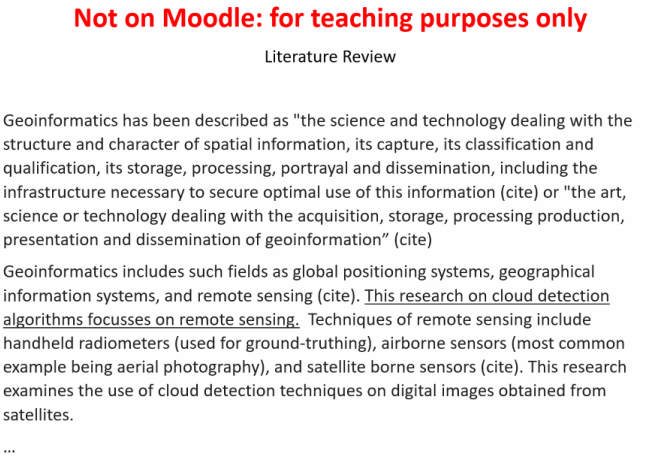 Not on Moodle: for teaching purposes only
Literature Review
Geoinformatics has been described as "the science and technology dealing with the
structure and character of spatial information, its capture, its classification and
qualification, its storage, processing, portrayal and dissemination, including the
infrastructure necessary to secure optimal use of this information (cite) or "the art,
science or technology dealing with the acquisition, storage, processing production,
presentation and dissemination of geoinformation” (cite)
Geoinformatics includes such fields as global positioning systems, geographical
information systems, and remote sensing (cite). This research on cloud detection
algorithms focusses on remote sensing.  Techniques of remote sensing include
handheld radiometers (used for ground-truthing), airborne sensors (most common
example being aerial photography), and satellite borne sensors (cite). This research
examines the use of cloud detection techniques on digital images obtained from
satellites.
...